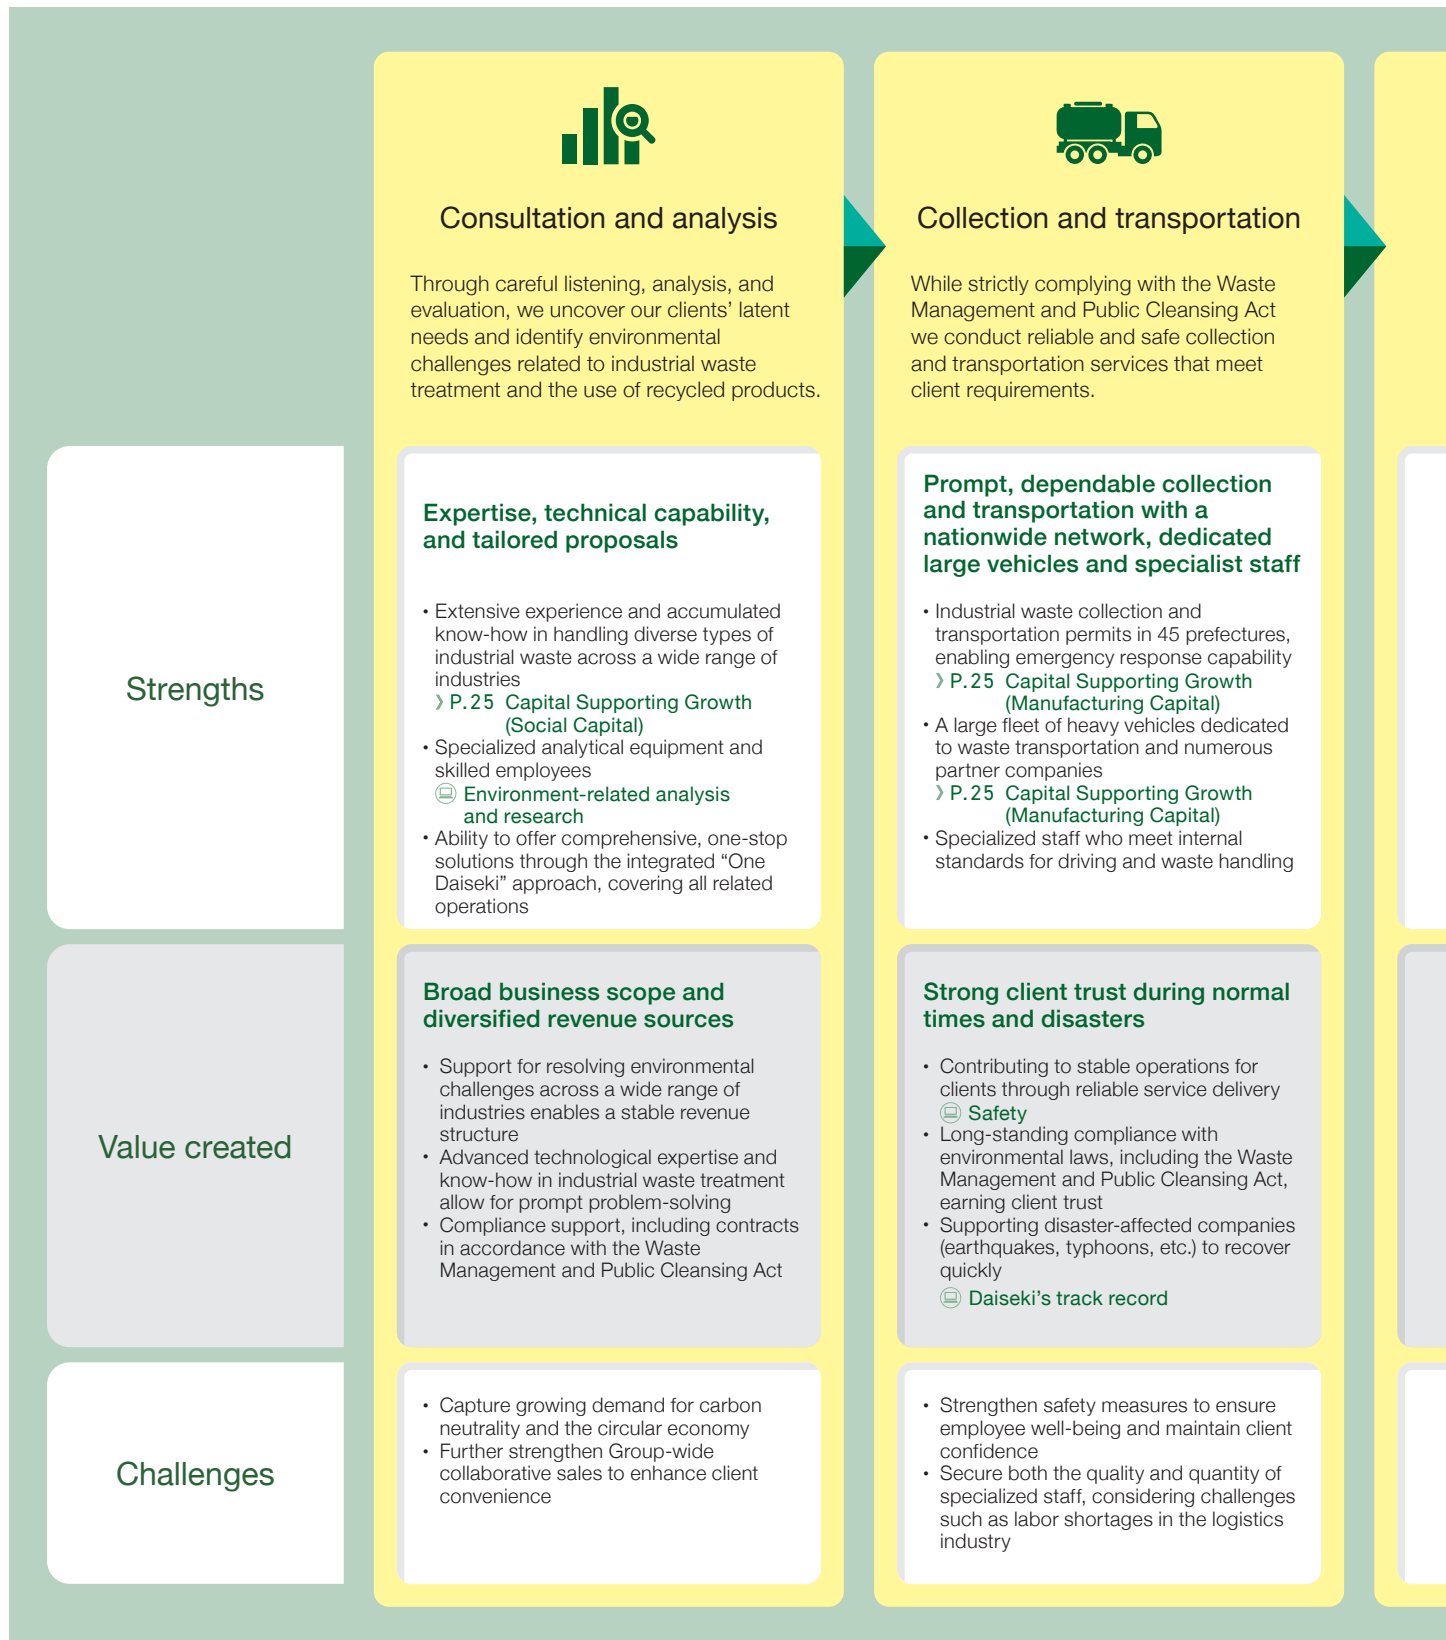 Consultation and analysis
Through careful listening, analysis, and
evaluation, we uncover our clients’ latent
needs and identify environmental
challenges related to industrial waste
treatment and the use of recycled products.
Collection and transportation
While strictly complying with the Waste
Management and Public Cleansing Act
we conduct reliable and safe collection
and transportation services that meet
client requirements.
Strengths
Expertise, technical capability,
and tailored proposals
• Extensive experience and accumulated
know-how in handling diverse types of
industrial waste across a wide range of
industries
》P.25 Capital Supporting Growth
(Social Capital)
• Specialized analytical equipment and
skilled employees
Environment-related analysis
and research
• Ability to offer comprehensive, one-stop
solutions through the integrated “One
Daiseki” approach, covering all related
operations
Prompt, dependable collection
and transportation with a
nationwide network, dedicated
large vehicles and specialist staff
• Industrial waste collection and
transportation permits in 45 prefectures,
enabling emergency response capability
》P.25 Capital Supporting Growth
(Manufacturing Capital)
• A large fleet of heavy vehicles dedicated
to waste transportation and numerous
partner companies
》P.25 Capital Supporting Growth
(Manufacturing Capital)
• Specialized staff who meet internal
standards for driving and waste handling
Value created
Broad business scope and
diversified revenue sources
• Support for resolving environmental
challenges across a wide range of
industries enables a stable revenue
structure
• Advanced technological expertise and
know-how in industrial waste treatment
allow for prompt problem-solving
• Compliance support, including contracts
in accordance with the Waste
Management and Public Cleansing Act
Strong client trust during normal
times and disasters
• Contributing to stable operations for
clients through reliable service delivery
Safety
• Long-standing compliance with
environmental laws, including the Waste
Management and Public Cleansing Act,
earning client trust
• Supporting disaster-affected companies
(earthquakes, typhoons, etc.) to recover
quickly
Daiseki’s track record
Challenges
• Capture growing demand for carbon
neutrality and the circular economy
• Further strengthen Group-wide
collaborative sales to enhance client
convenience
• Strengthen safety measures to ensure
employee well-being and maintain client
confidence
• Secure both the quality and quantity of
specialized staff, considering challenges
such as labor shortages in the logistics
industry